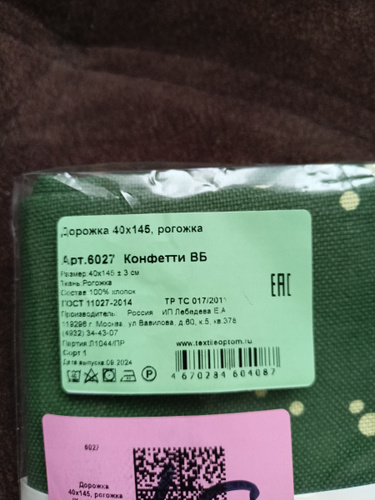 Дорожка 40х145, рогожка
Арт.6027 Конфетти ВБ
Размер:40х145 ± 3 см
Ткань:Рогожка
Состав:100% хлопок
ГОСТ 11027-2014 ТР ТС 017/2011
EAC
Производитель: Россия ИП Лебедева Е.А
119296 г.Москва, ул Вавилова, д.60, к.5, кв.378
(4932) 34-43-07
Партия:Л1044/ПР
Сорт 1
Дата выпуска 09.2024
www.textileoptom.ru
4 670284 604087
6027
Дорожка
40х145, рогожка